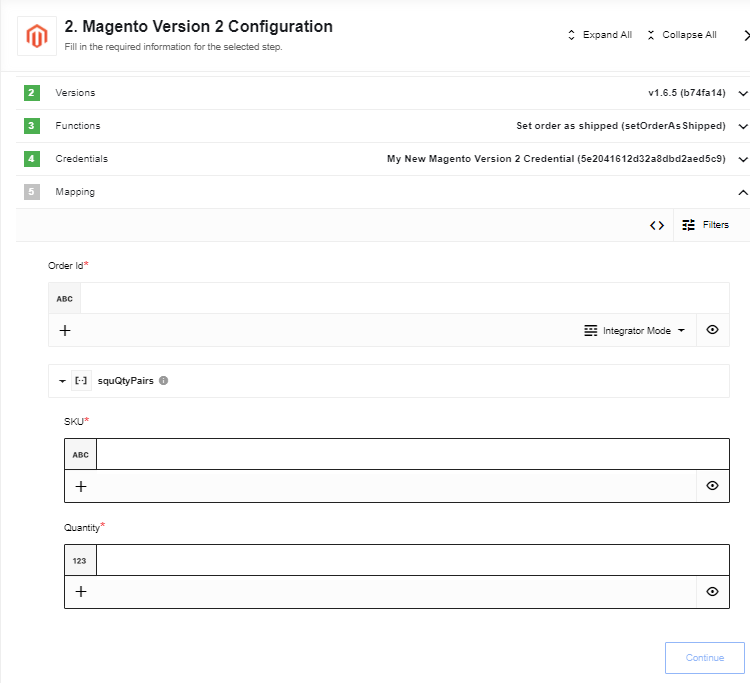 2. Magento Version 2 Configuration
Fill in the required information for the selected step.
Expand All
Collapse All
2 Versions v1.6.5 (b74fa14)
3 Functions Set order as shipped (setOrderAsShipped)
4 Credentials My New Magento Version 2 Credential (5e2041612d32a8dbd2aed5c9)
5 Mapping
Filters
Order Id*
ABC
Integrator Mode
squQtyPairs
SKU*
ABC
Quantity*
123
Continue